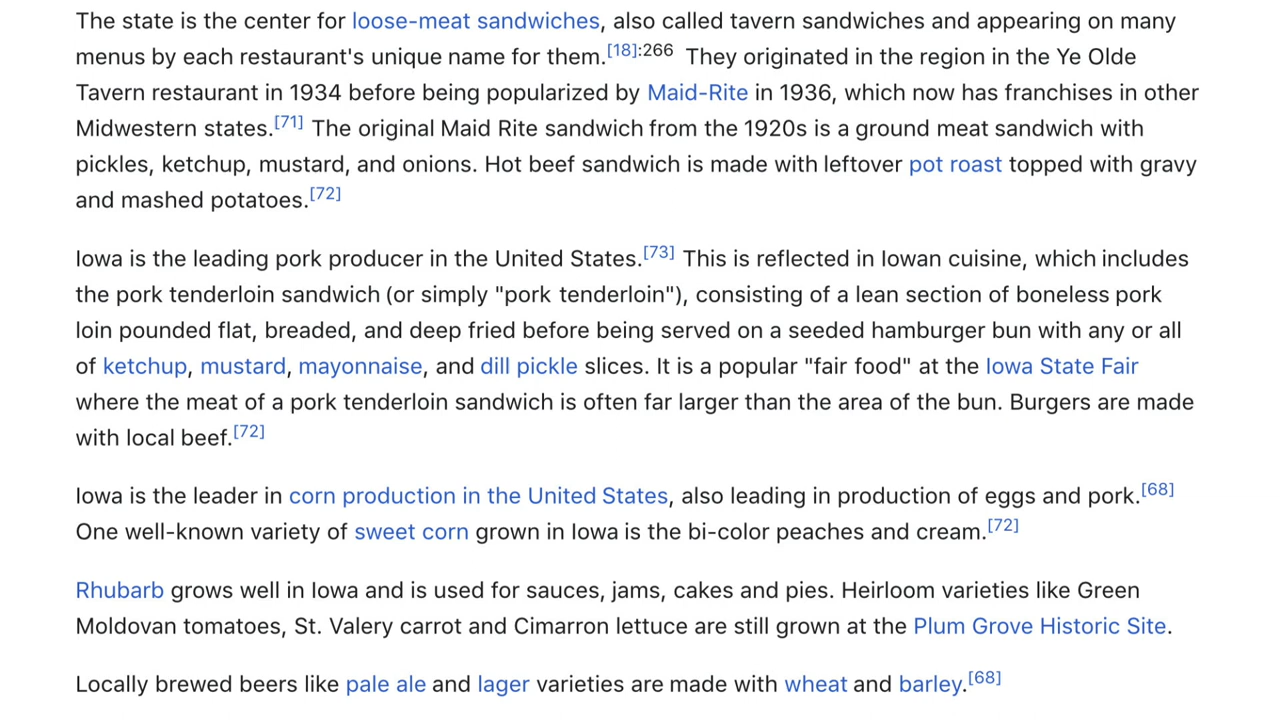 The state is the center for loose-meat sandwiches, also called tavern sandwiches and appearing on many
menus by each restaurant's unique name for them.[18]:266 They originated in the region in the Ye Olde
Tavern restaurant in 1934 before being popularized by Maid-Rite in 1936, which now has franchises in other
Midwestern states.[71] The original Maid Rite sandwich from the 1920s is a ground meat sandwich with
pickles, ketchup, mustard, and onions. Hot beef sandwich is made with leftover pot roast topped with gravy
and mashed potatoes.[72]
Iowa is the leading pork producer in the United States.[73] This is reflected in Iowan cuisine, which includes
the pork tenderloin sandwich (or simply "pork tenderloin"), consisting of a lean section of boneless pork
loin pounded flat, breaded, and deep fried before being served on a seeded hamburger bun with any or all
of ketchup, mustard, mayonnaise, and dill pickle slices. It is a popular "fair food" at the Iowa State Fair
where the meat of a pork tenderloin sandwich is often far larger than the area of the bun. Burgers are made
with local beef.[72]
Iowa is the leader in corn production in the United States, also leading in production of eggs and pork.[68]
One well-known variety of sweet corn grown in Iowa is the bi-color peaches and cream.[72]
Rhubarb grows well in Iowa and is used for sauces, jams, cakes and pies. Heirloom varieties like Green
Moldovan tomatoes, St. Valery carrot and Cimarron lettuce are still grown at the Plum Grove Historic Site.
Locally brewed beers like pale ale and lager varieties are made with wheat and barley.[68]